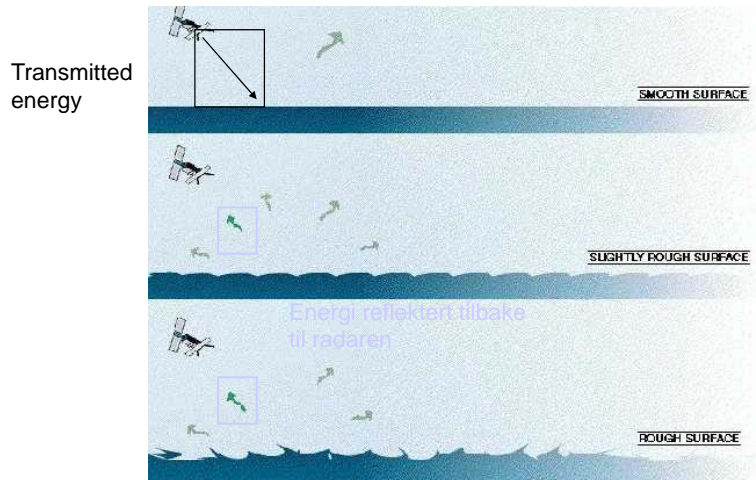 Transmitted
energy
SMOOTH SURFACE
SLIGHTLY ROUGH SURFACE
Energi reflektert tilbake
til radaren
ROUGH SURFACE